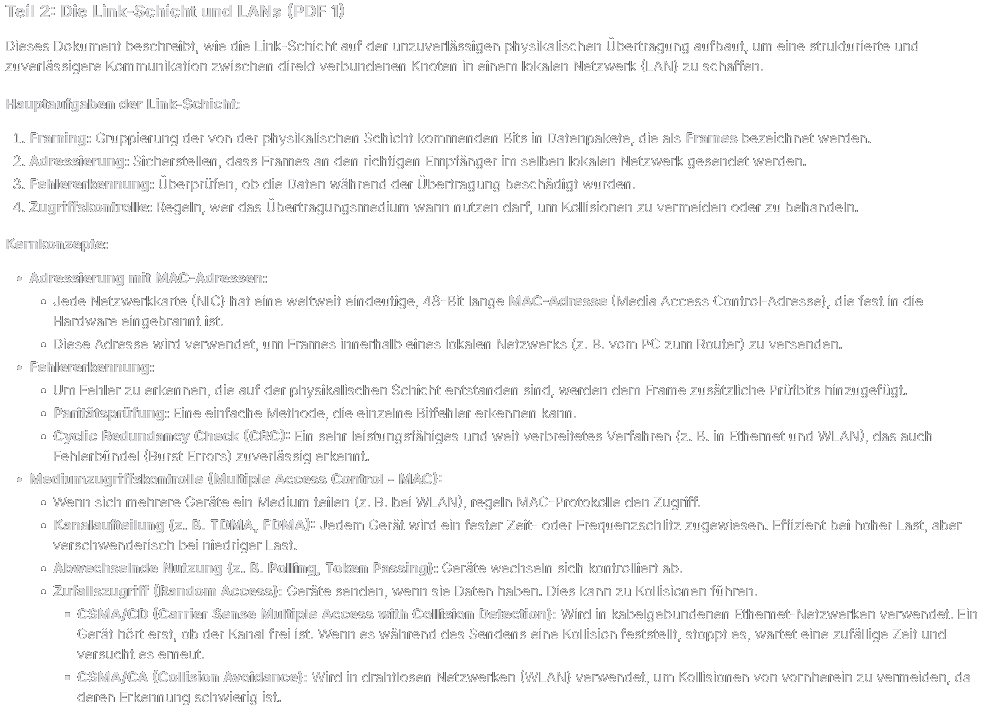 Teil 2: Die Link-Schicht und LANs (PDF 1)
Dieses Dokument beschreibt, wie die Link-Schicht auf der unzuverlässigen physikalischen Übertragung aufbaut, um eine strukturierte und
zuverlässigere Kommunikation zwischen direkt verbundenen Knoten in einem lokalen Netzwerk (LAN) zu schaffen.
Hauptaufgaben der Link-Schicht:
1. Framing: Gruppierung der von der physikalischen Schicht kommenden Bits in Datenpakete, die als Frames bezeichnet werden.
2. Adressierung: Sicherstellen, dass Frames an den richtigen Empfänger im selben lokalen Netzwerk gesendet werden.
3. Fehlererkennung: Überprüfen, ob die Daten während der Übertragung beschädigt wurden.
4. Zugriffskontrolle: Regeln, wer das Übertragungsmedium wann nutzen darf, um Kollisionen zu vermeiden oder zu behandeln.
Kernkonzepte:
• Adressierung mit MAC-Adressen:
◦ Jede Netzwerkkarte (NIC) hat eine weltweit eindeutige, 48-Bit lange MAC-Adresse (Media Access Control-Adresse), die fest in die
Hardware eingebrannt ist.
◦ Diese Adresse wird verwendet, um Frames innerhalb eines lokalen Netzwerks (z. B. vom PC zum Router) zu versenden.
• Fehlererkennung:
◦ Um Fehler zu erkennen, die auf der physikalischen Schicht entstanden sind, werden dem Frame zusätzliche Prüfbits hinzugefügt.
◦ Paritätsprüfung: Eine einfache Methode, die einzelne Bitfehler erkennen kann.
◦ Cyclic Redundancy Check (CRC): Ein sehr leistungsfähiges und weit verbreitetes Verfahren (z. B. in Ethernet und WLAN), das auch
Fehlerbündel (Burst Errors) zuverlässig erkennt.
• Mediumzugriffskontrolle (Multiple Access Control - MAC):
◦ Wenn sich mehrere Geräte ein Medium teilen (z. B. bei WLAN), regeln MAC-Protokolle den Zugriff.
◦ Kanalaufteilung (z. B. TDMA, FDMA): Jedem Gerät wird ein fester Zeit- oder Frequenzschlitz zugewiesen. Effizient bei hoher Last, aber
verschwenderisch bei niedriger Last.
◦ Abwechselnde Nutzung (z. B. Polling, Token Passing): Geräte wechseln sich kontrolliert ab.
◦ Zufallszugriff (Random Access): Geräte senden, wenn sie Daten haben. Dies kann zu Kollisionen führen.
▪ CSMA/CD (Carrier Sense Multiple Access with Collision Detection): Wird in kabelgebundenen Ethernet-Netzwerken verwendet. Ein
Gerät hört erst, ob der Kanal frei ist. Wenn es während des Sendens eine Kollision feststellt, stoppt es, wartet eine zufällige Zeit und
versucht es erneut.
▪ CSMA/CA (Collision Avoidance): Wird in drahtlosen Netzwerken (WLAN) verwendet, um Kollisionen von vornherein zu vermeiden, da
deren Erkennung schwierig ist.